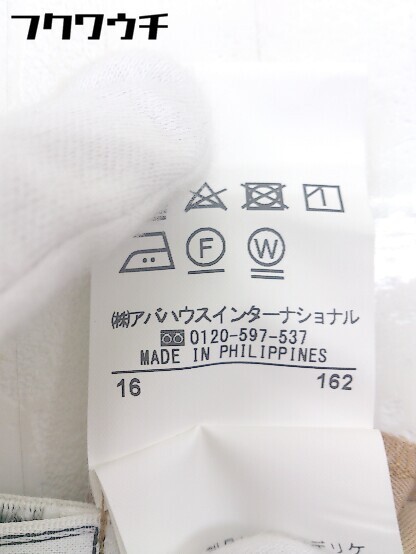 フクワウチ
F W
(株)アバハウスインターナショナル
0120-597-537
MADE IN PHILIPPINES
16 162